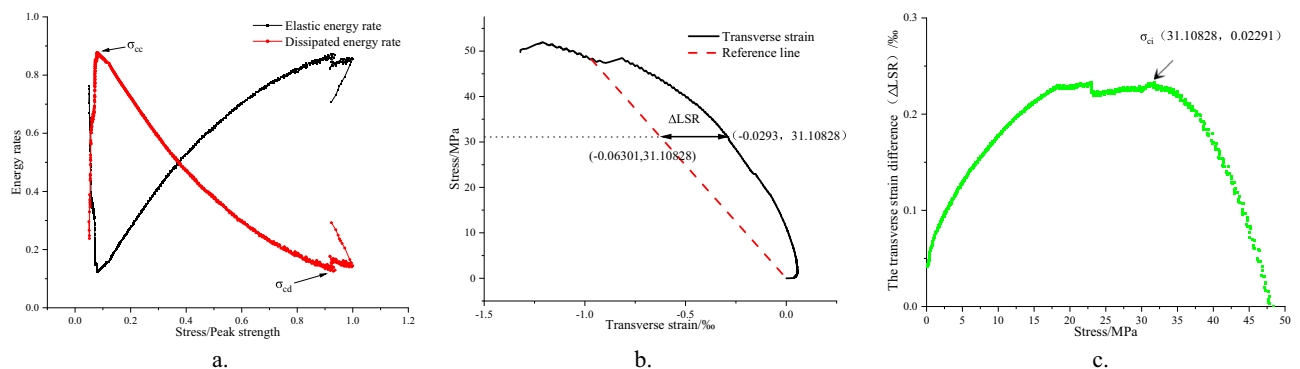 1.0
0.8
0.6
0.4
0.2
0.0
Energy rates
0.0
0.2
0.4
0.6
0.8
1.0
1.2
Stress/Peak strength
Elastic energy rate
Dissipated energy rate
σcc
σcd
a.
50
40
30
20
10
0
Stress/MPa
-1.5
-1.0
-0.5
0.0
Transverse strain/‰
Transverse strain
Reference line
ΔLSR
(-0.0293, 31.10828)
(-0.06301,31.10828)
b.
0.3
0.2
0.1
0.0
The transverse strain difference (ΔLSR) /‰
0
5
10
15
20
25
30
35
40
45
50
Stress/MPa
σci (31.10828, 0.02291)
c.